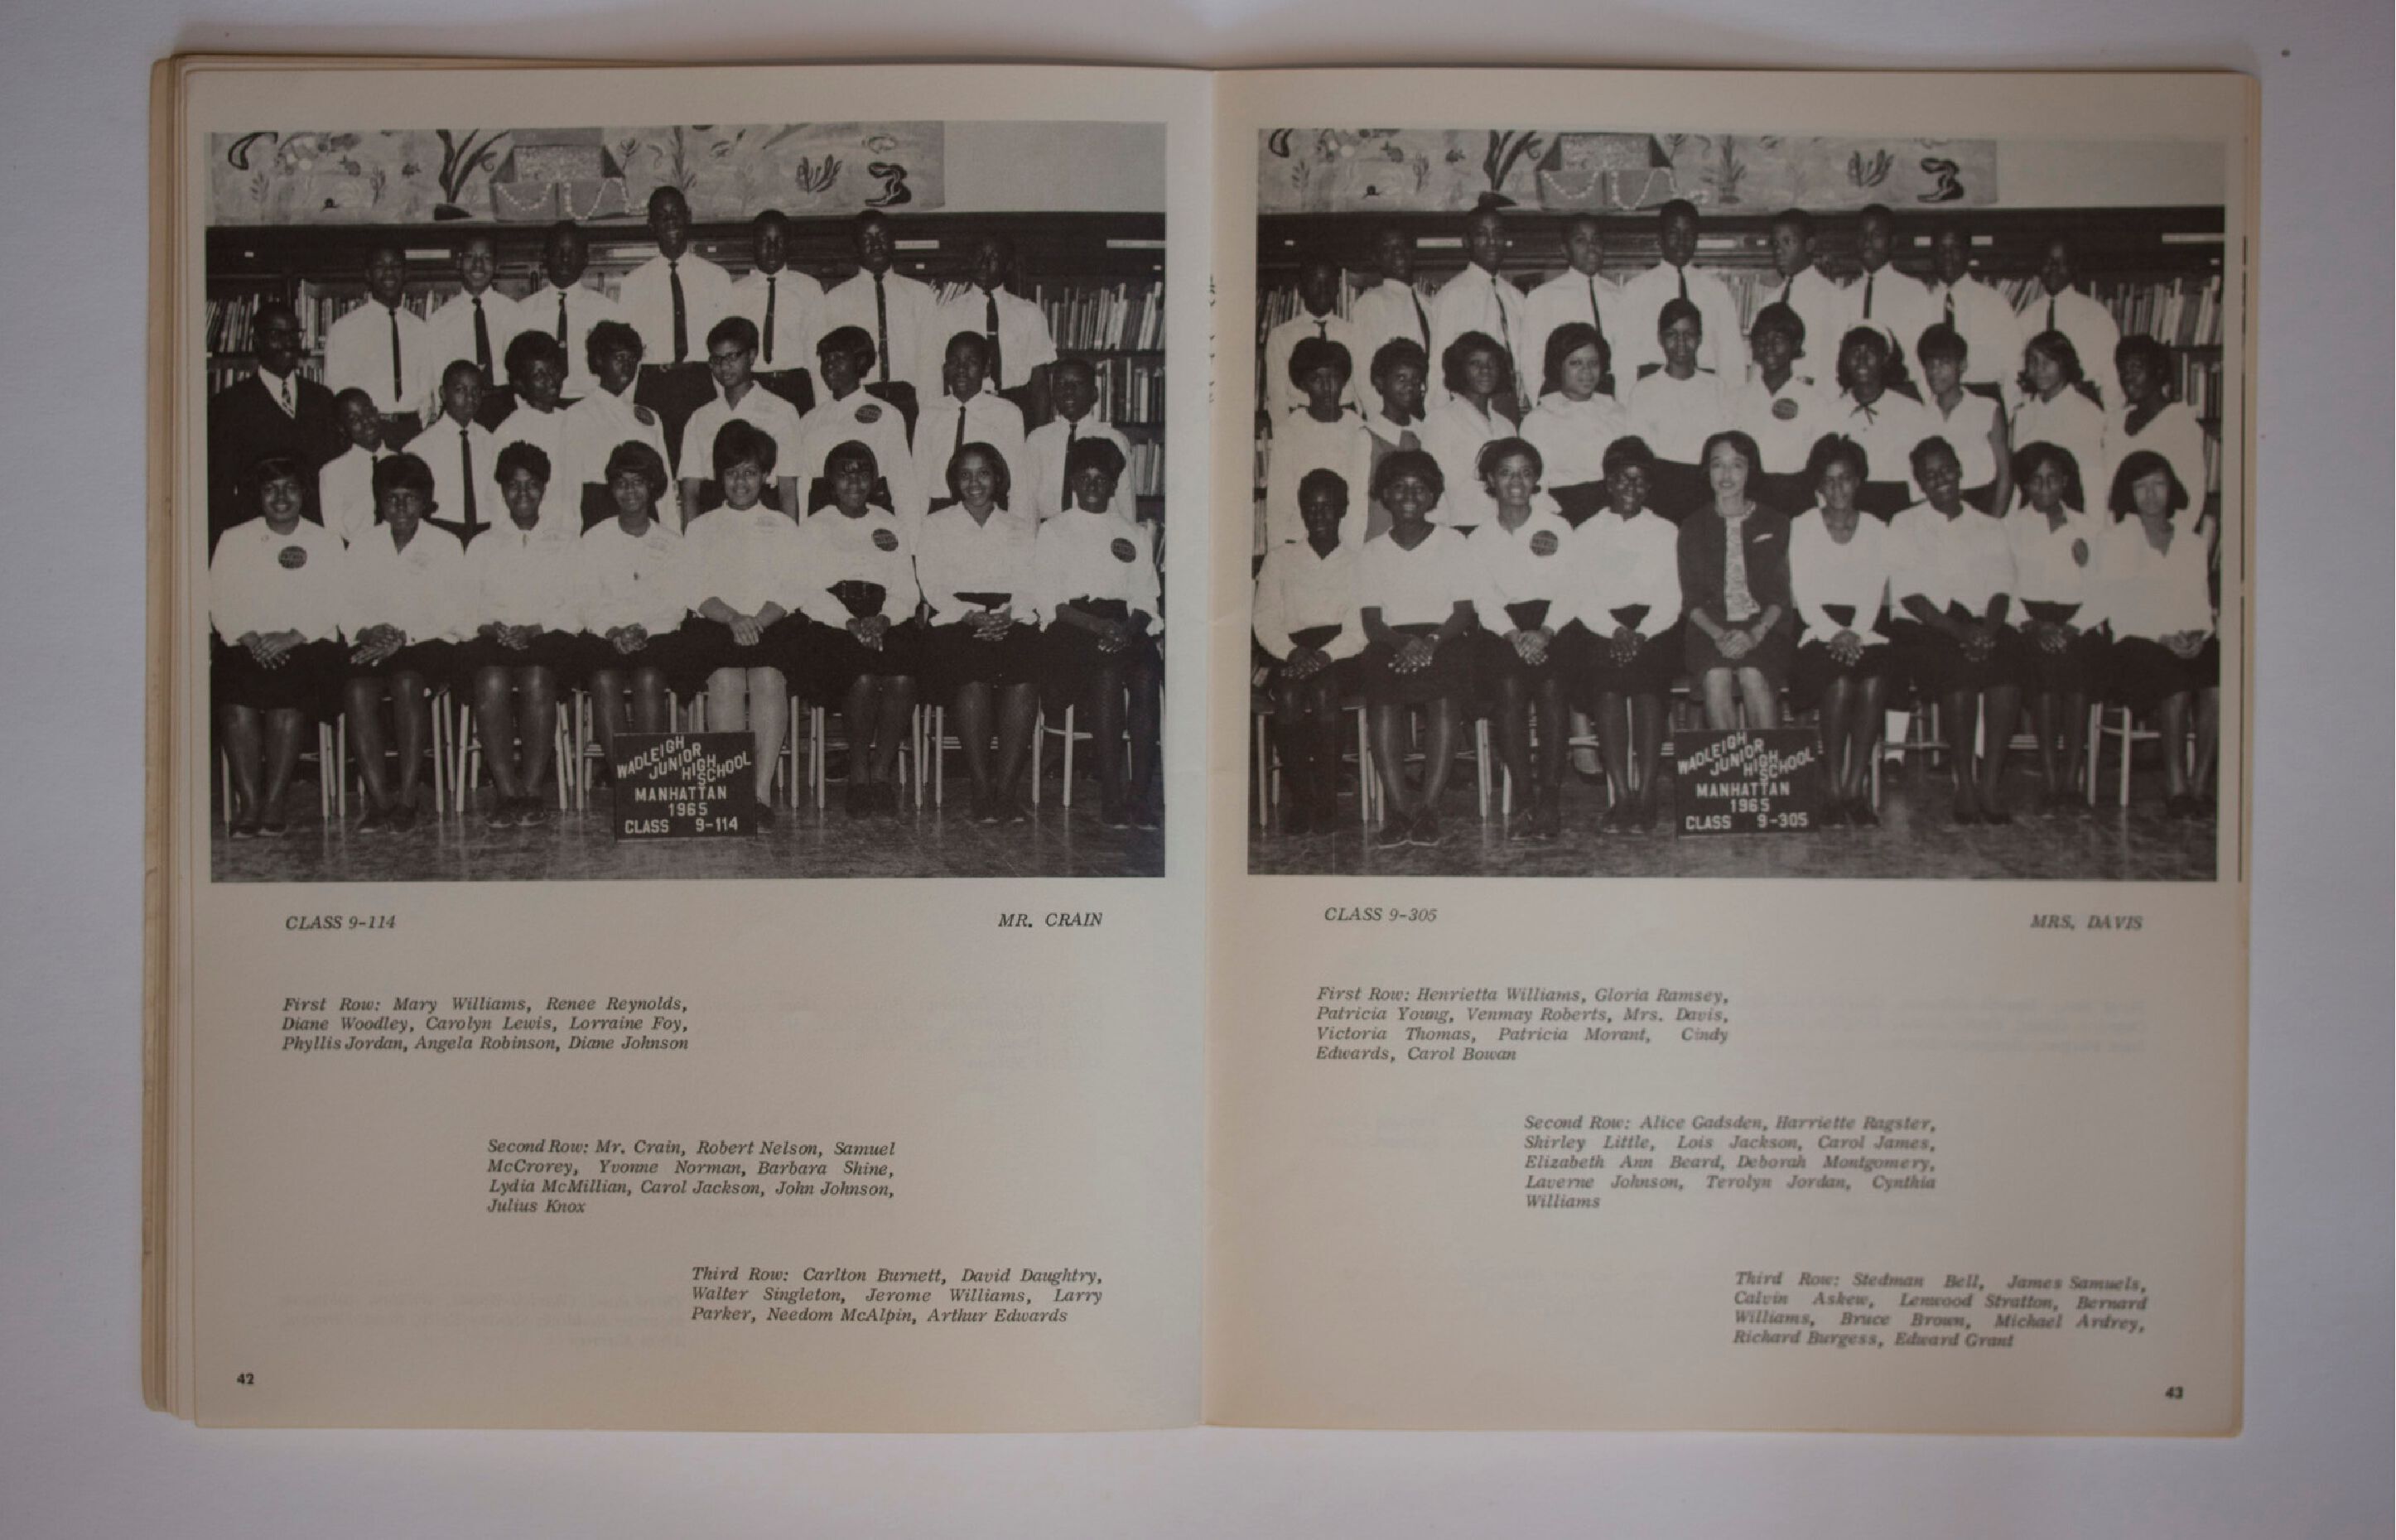 WADLEIGH
JUNIOR
HIGH
SCHOOL
MANHATTAN
1965
CLASS 9-114
CLASS 9-114 MR. CRAIN
First Row: Mary Williams, Renee Reynolds,
Diane Woodley, Carolyn Lewis, Lorraine Foy,
Phyllis Jordan, Angela Robinson, Diane Johnson
Second Row: Mr. Crain, Robert Nelson, Samuel
McCrorey, Yvonne Norman, Barbara Shine,
Lydia McMillian, Carol Jackson, John Johnson,
Julius Knox
Third Row: Carlton Burnett, David Daughtry,
Walter Singleton, Jerome Williams, Larry
Parker, Needom McAlpin, Arthur Edwards
42
WADLEIGH
JUNIOR
HIGH
SCHOOL
MANHATTAN
1965
CLASS 9-305
CLASS 9-305 MRS. DAVIS
First Row: Henrietta Williams, Gloria Ramsey,
Patricia Young, Venmay Roberts, Mrs. Davis,
Victoria Thomas, Patricia Morant, Cindy
Edwards, Carol Bowan
Second Row: Alice Gadsden, Harriette Ragster,
Shirley Little, Lois Jackson, Carol James,
Elizabeth Ann Beard, Deborah Montgomery,
Laverne Johnson, Terolyn Jordan, Cynthia
Williams
Third Row: Stedman Bell, James Samuels,
Calvin Askew, Lenwood Stratton, Bernard
Williams, Bruce Brown, Michael Ardrey,
Richard Burgess, Edward Grant
43